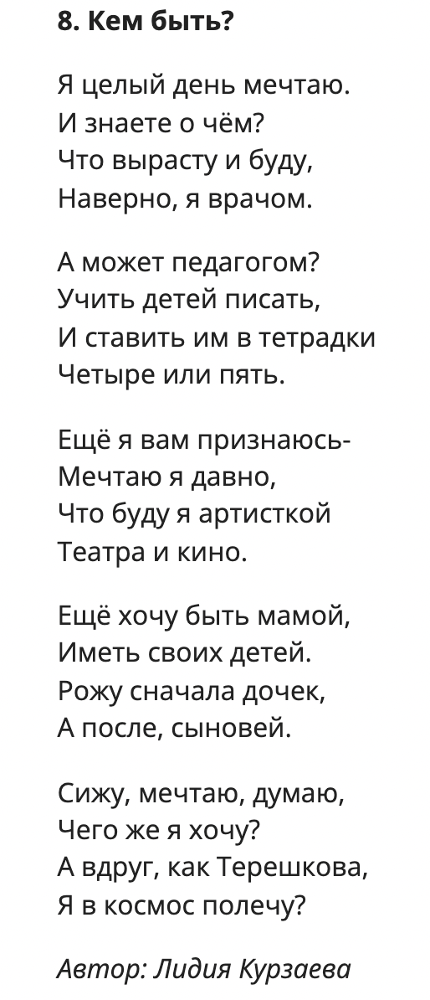 8. Кем быть?
Я целый день мечтаю.
И знаете о чём?
Что вырасту и буду,
Наверно, я врачом.
А может педагогом?
Учить детей писать,
И ставить им в тетрадки
Четыре или пять.
Ещё я вам признаюсь-
Мечтаю я давно,
Что буду я артисткой
Театра и кино.
Ещё хочу быть мамой,
Иметь своих детей.
Рожу сначала дочек,
А после, сыновей.
Сижу, мечтаю, думаю,
Чего же я хочу?
А вдруг, как Терешкова,
Я в космос полечу?
Автор: Лидия Курзаева